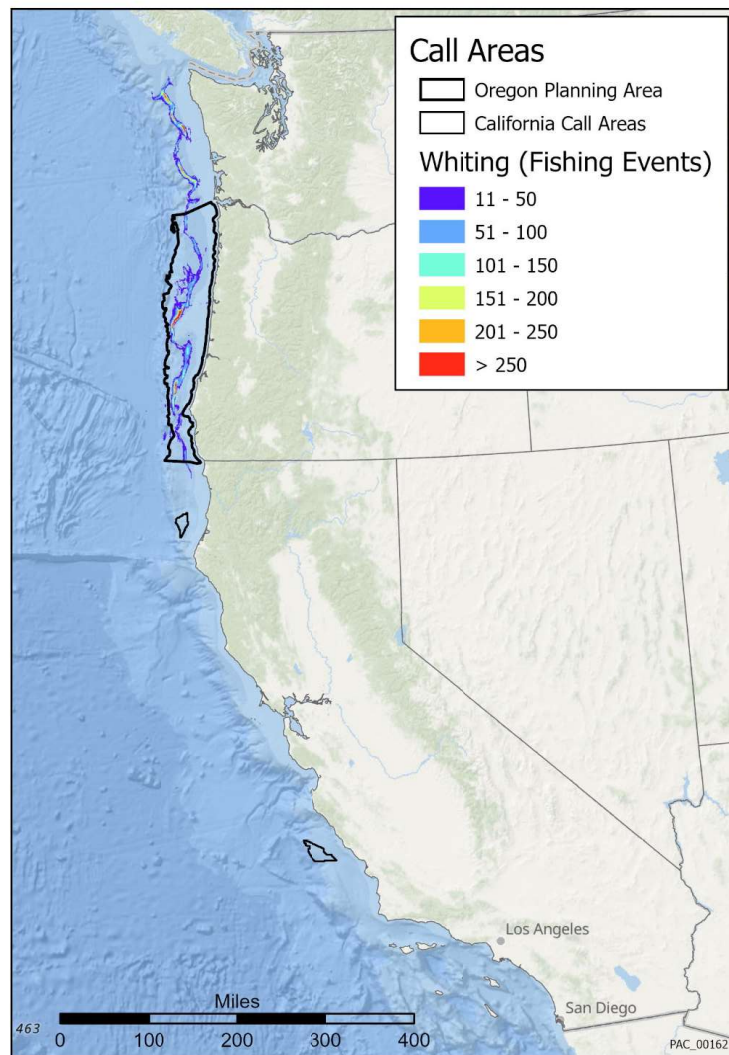 Call Areas
Oregon Planning Area
California Call Areas
Whiting (Fishing Events)
11 - 50
51 - 100
101 - 150
151 - 200
201 - 250
> 250
Los Angeles
San Diego
Miles
0 100 200 300 400
463
PAC_00162